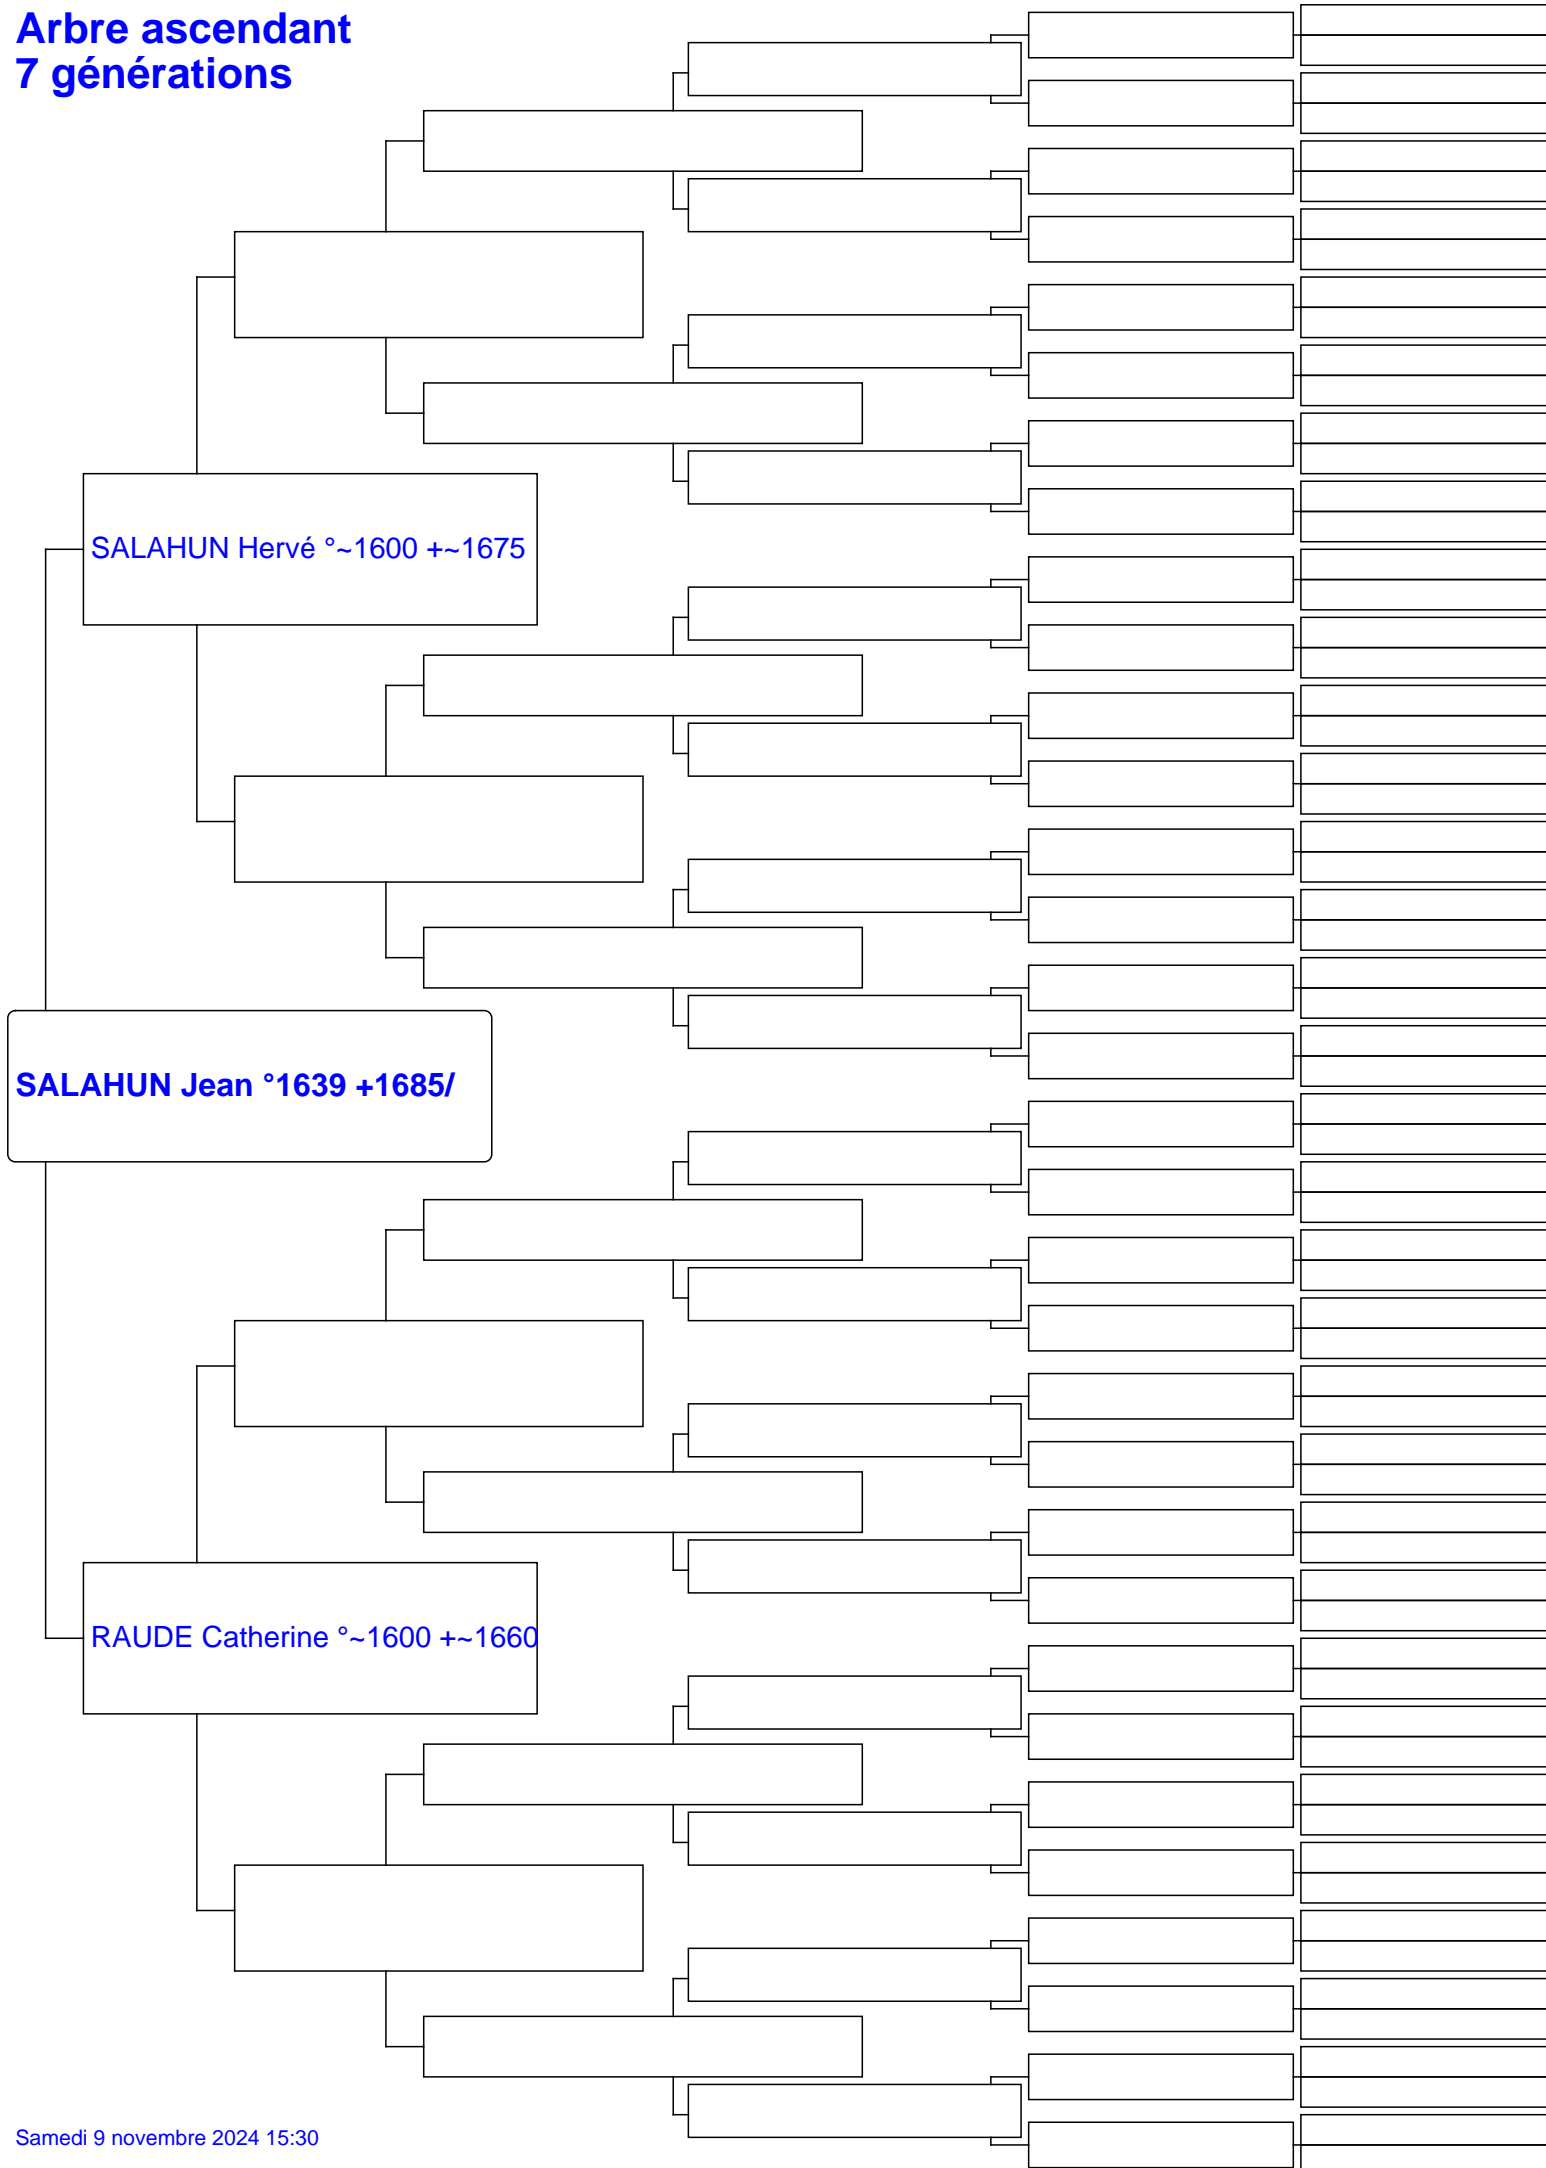 Arbre ascendant
7 générations
SALAHUN Hervé °~1600 +~1675
SALAHUN Jean °1639 +1685/
RAUDE Catherine °~1600 +~1660
Samedi 9 novembre 2024 15:30